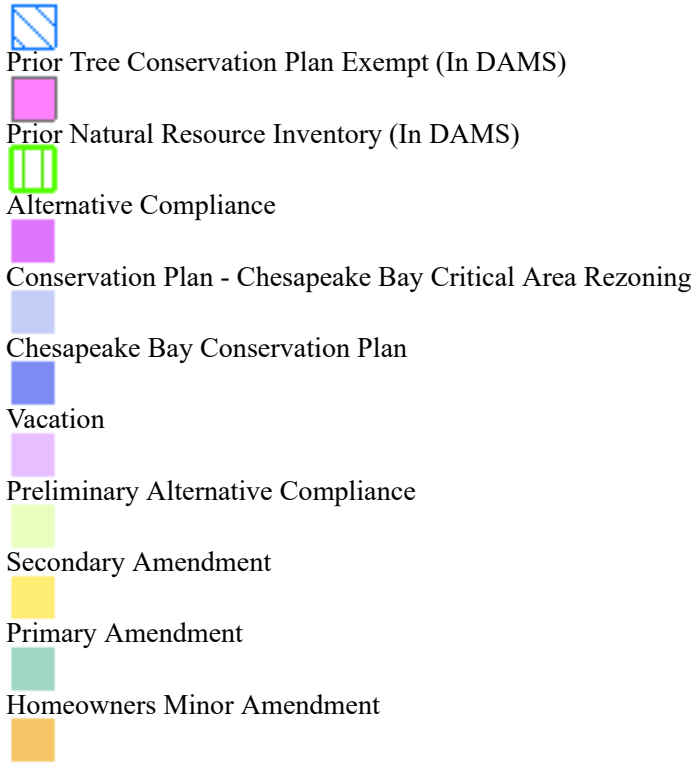 Prior Tree Conservation Plan Exempt (In DAMS)
Prior Natural Resource Inventory (In DAMS)
Alternative Compliance
Conservation Plan - Chesapeake Bay Critical Area Rezoning
Chesapeake Bay Conservation Plan
Vacation
Preliminary Alternative Compliance
Secondary Amendment
Primary Amendment
Homeowners Minor Amendment